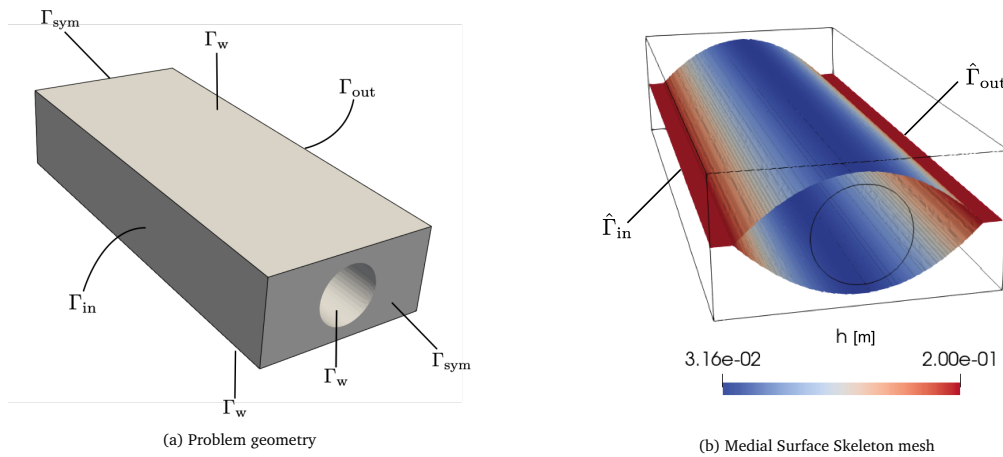 Γsym
Γw
Γout
Γin
Γw
Γsym
Γw
(a) Problem geometry
Γ̂out
Γ̂in
h [m]
3.16e-02 2.00e-01
(b) Medial Surface Skeleton mesh